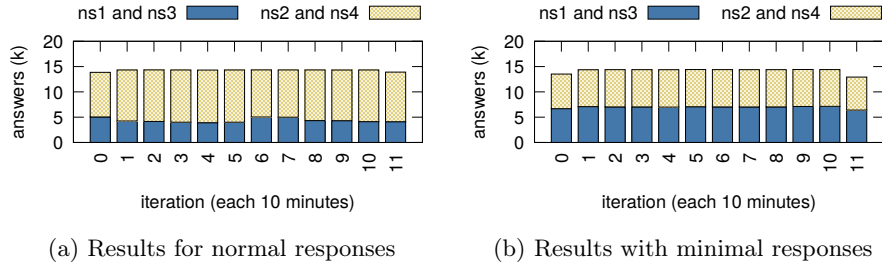 ns1 and ns3 ns2 and ns4
20
15
10
5
0
answers (k)
0 1 2 3 4 5 6 7 8 9 10 11
iteration (each 10 minutes)
(a) Results for normal responses
ns1 and ns3 ns2 and ns4
20
15
10
5
0
answers (k)
0 1 2 3 4 5 6 7 8 9 10 11
iteration (each 10 minutes)
(b) Results with minimal responses